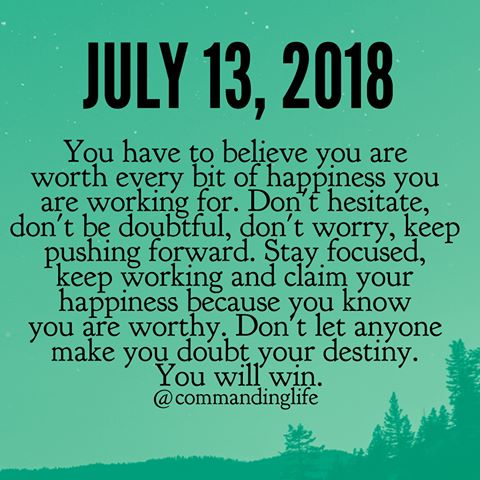 JULY 13, 2018
You have to believe you are
worth every bit of happiness you
are working for. Don't hesitate,
don't be doubtful, don't worry, keep
pushing forward. Stay focused,
keep working and claim your
happiness because you know
you are worthy. Don't let anyone
make you doubt your destiny.
You will win.
@commandinglife